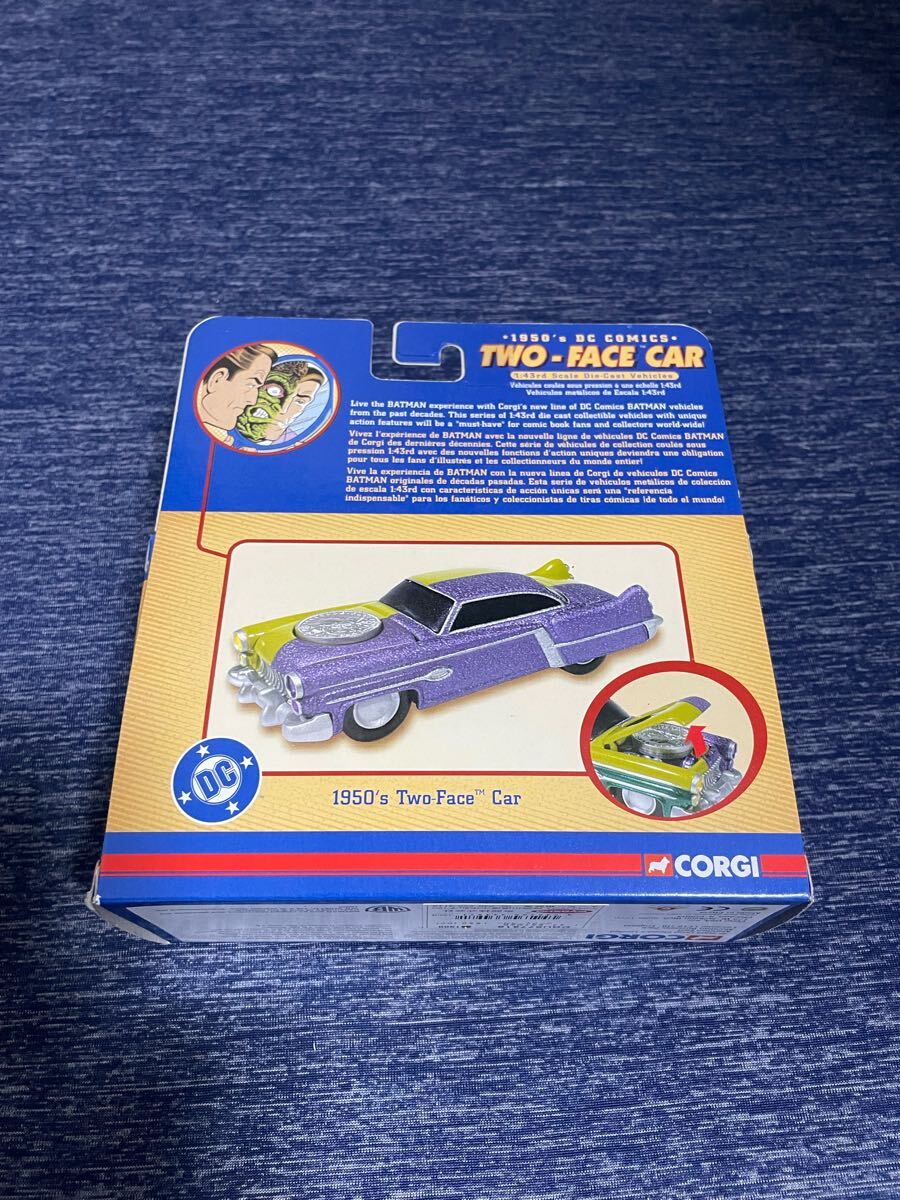 •1950's DC COMICS•
TWO-FACE CAR
1:43rd Scale Die-Cast Vehicles
Véhicules coulés sous pression à une échelle 1:43rd
Vehículos metálicos de Escala 1:43rd
Live the BATMAN experience with Corgi's new line of DC Comics BATMAN vehicles
from the past decades. This series of 1:43rd die cast collectible vehicles with unique
action features will be a "must-have" for comic book fans and collectors world-wide!
Vivez l'expérience de BATMAN avec la nouvelle ligne de véhicules DC Comics BATMAN
de Corgi des dernières décennies. Cette série de véhicules de collection coulés sous
pression 1:43rd avec des nouvelles fonctions d'action uniques deviendra une obligation
pour tous les fans d'illustrés et les collectionneurs du monde entier!
Vive la experiencia de BATMAN con la nueva línea de Corgi de vehículos DC Comics
BATMAN originales de décadas pasadas. Esta serie de vehículos metálicos de colección
de escala 1:43rd con características de acción únicas será una "referencia
indispensable" para los fanáticos y coleccionistas de tiras cómicas ¡de todo el mundo!
DC
1950's Two-Face™ Car
CORGI
CORGI